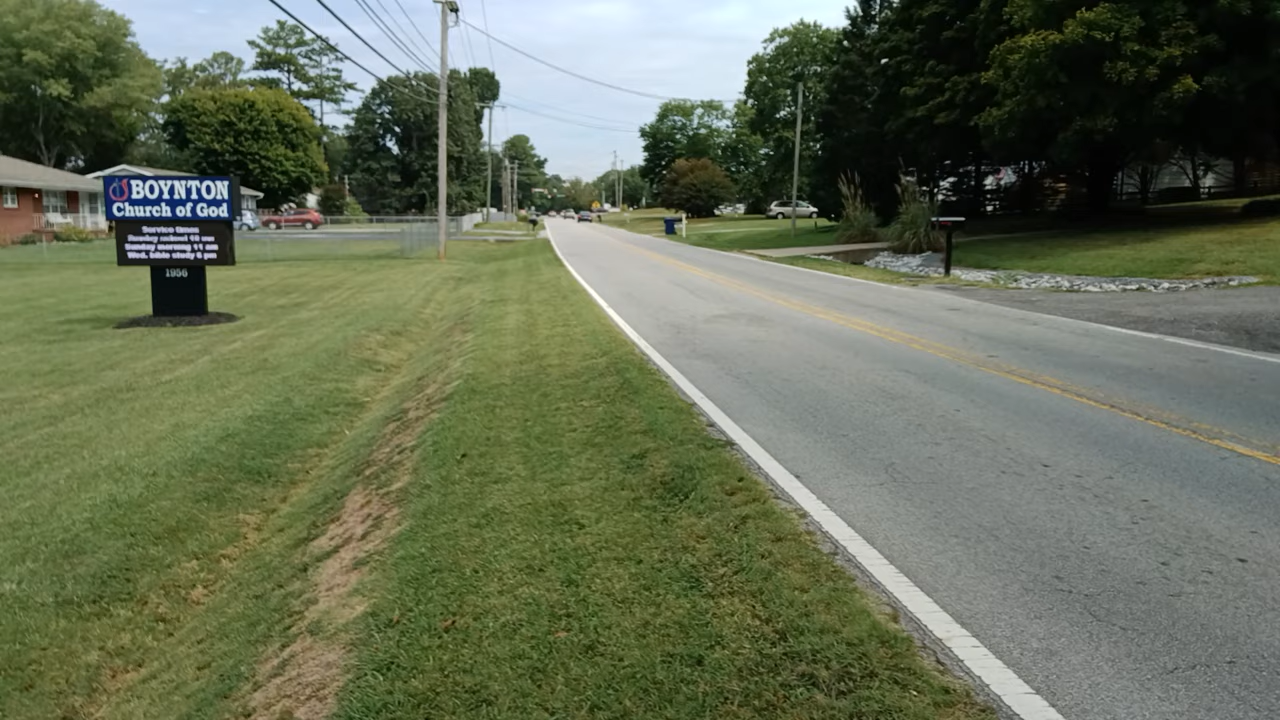 BOYNTON
Church of God
Service times
Sunday school 10 am
Sunday morning 11 am
Wed. bible study 6 pm
1956